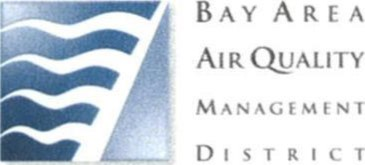 BAY AREA
AIR QUALITY
MANAGEMENT
DISTRICT